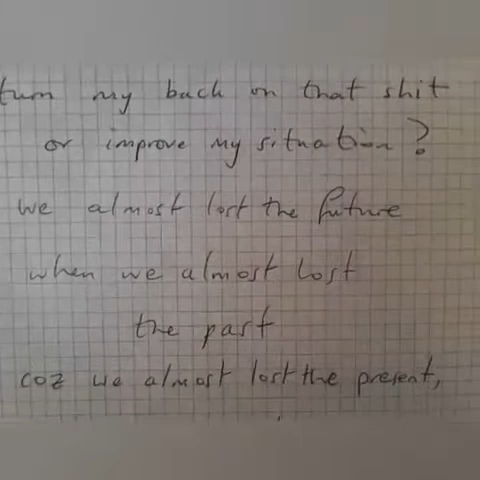 turn my back on that shit
or improve my situation?
we almost lost the future
when we almost lost
the past
coz we almost lost the present,